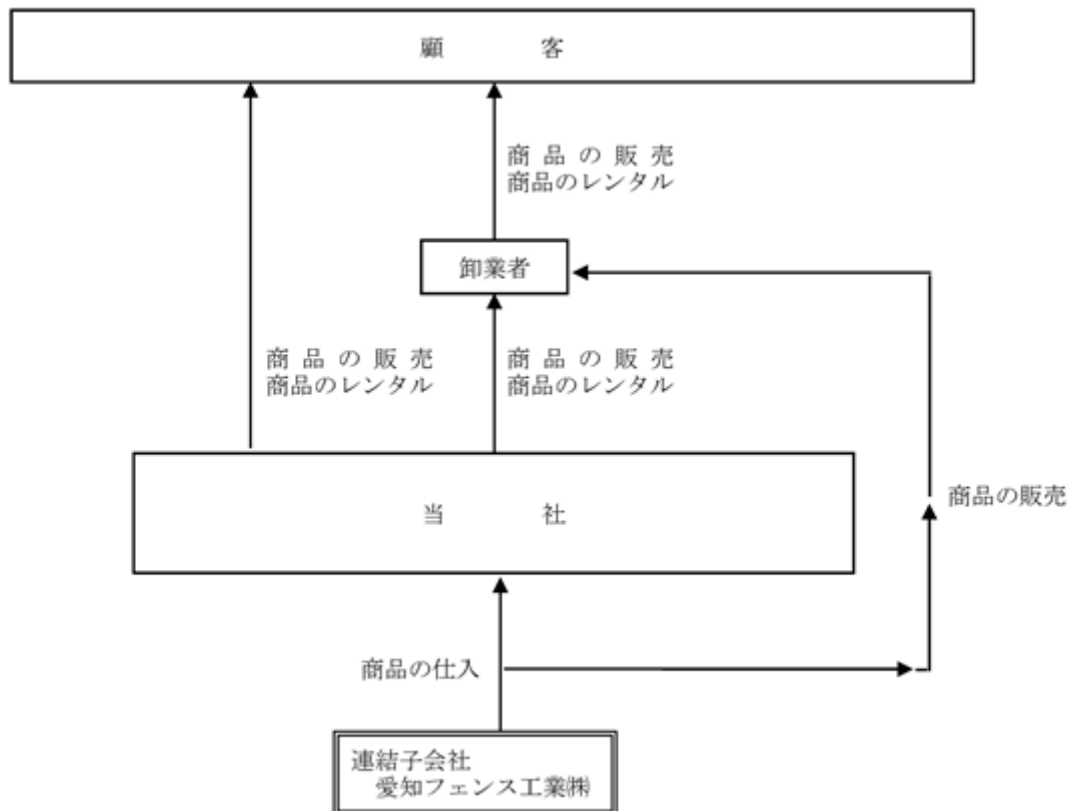 顧客
商品の販売
商品のレンタル
卸業者
商品の販売
商品のレンタル
商品の販売
商品のレンタル
当社
商品の販売
商品の仕入
連結子会社
愛知フェンス工業㈱